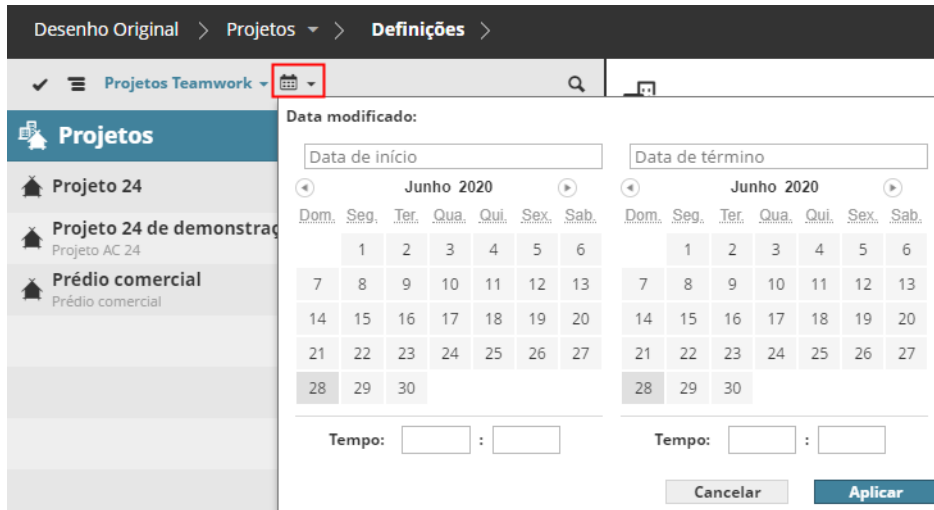 Desenho Original > Projetos > Definições >
Projetos Teamwork
Data modificado:
Projetos
Data de início Data de término
Junho 2020 Junho 2020
Projeto 24
Dom. Seg. Ter. Qua. Qui. Sex. Sab. Dom. Seg. Ter. Qua. Qui. Sex. Sab.
Projeto 24 de demonstraç
Projeto AC 24
1 2 3 4 5 6 1 2 3 4 5 6
Prédio comercial
Prédio comercial
7 8 9 10 11 12 13 7 8 9 10 11 12 13
14 15 16 17 18 19 20 14 15 16 17 18 19 20
21 22 23 24 25 26 27 21 22 23 24 25 26 27
28 29 30 28 29 30
Tempo: : Tempo: :
Cancelar Aplicar